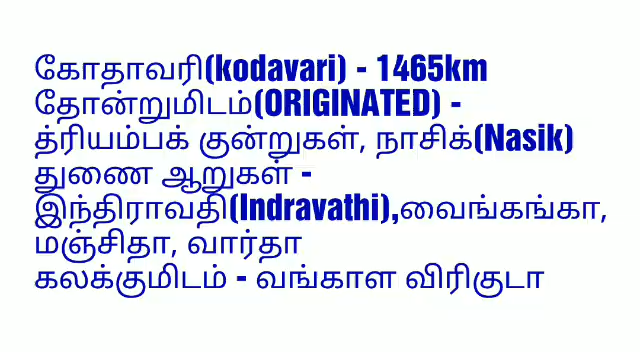 கோதாவரி(kodavari) - 1465km
தோன்றுமிடம்(ORIGINATED) -
த்ரியம்பக் குன்றுகள், நாசிக்(Nasik)
துணை ஆறுகள் -
இந்திராவதி(Indravathi),வைங்கங்கா,
மஞ்சிதா, வார்தா
கலக்குமிடம் - வங்காள விரிகுடா